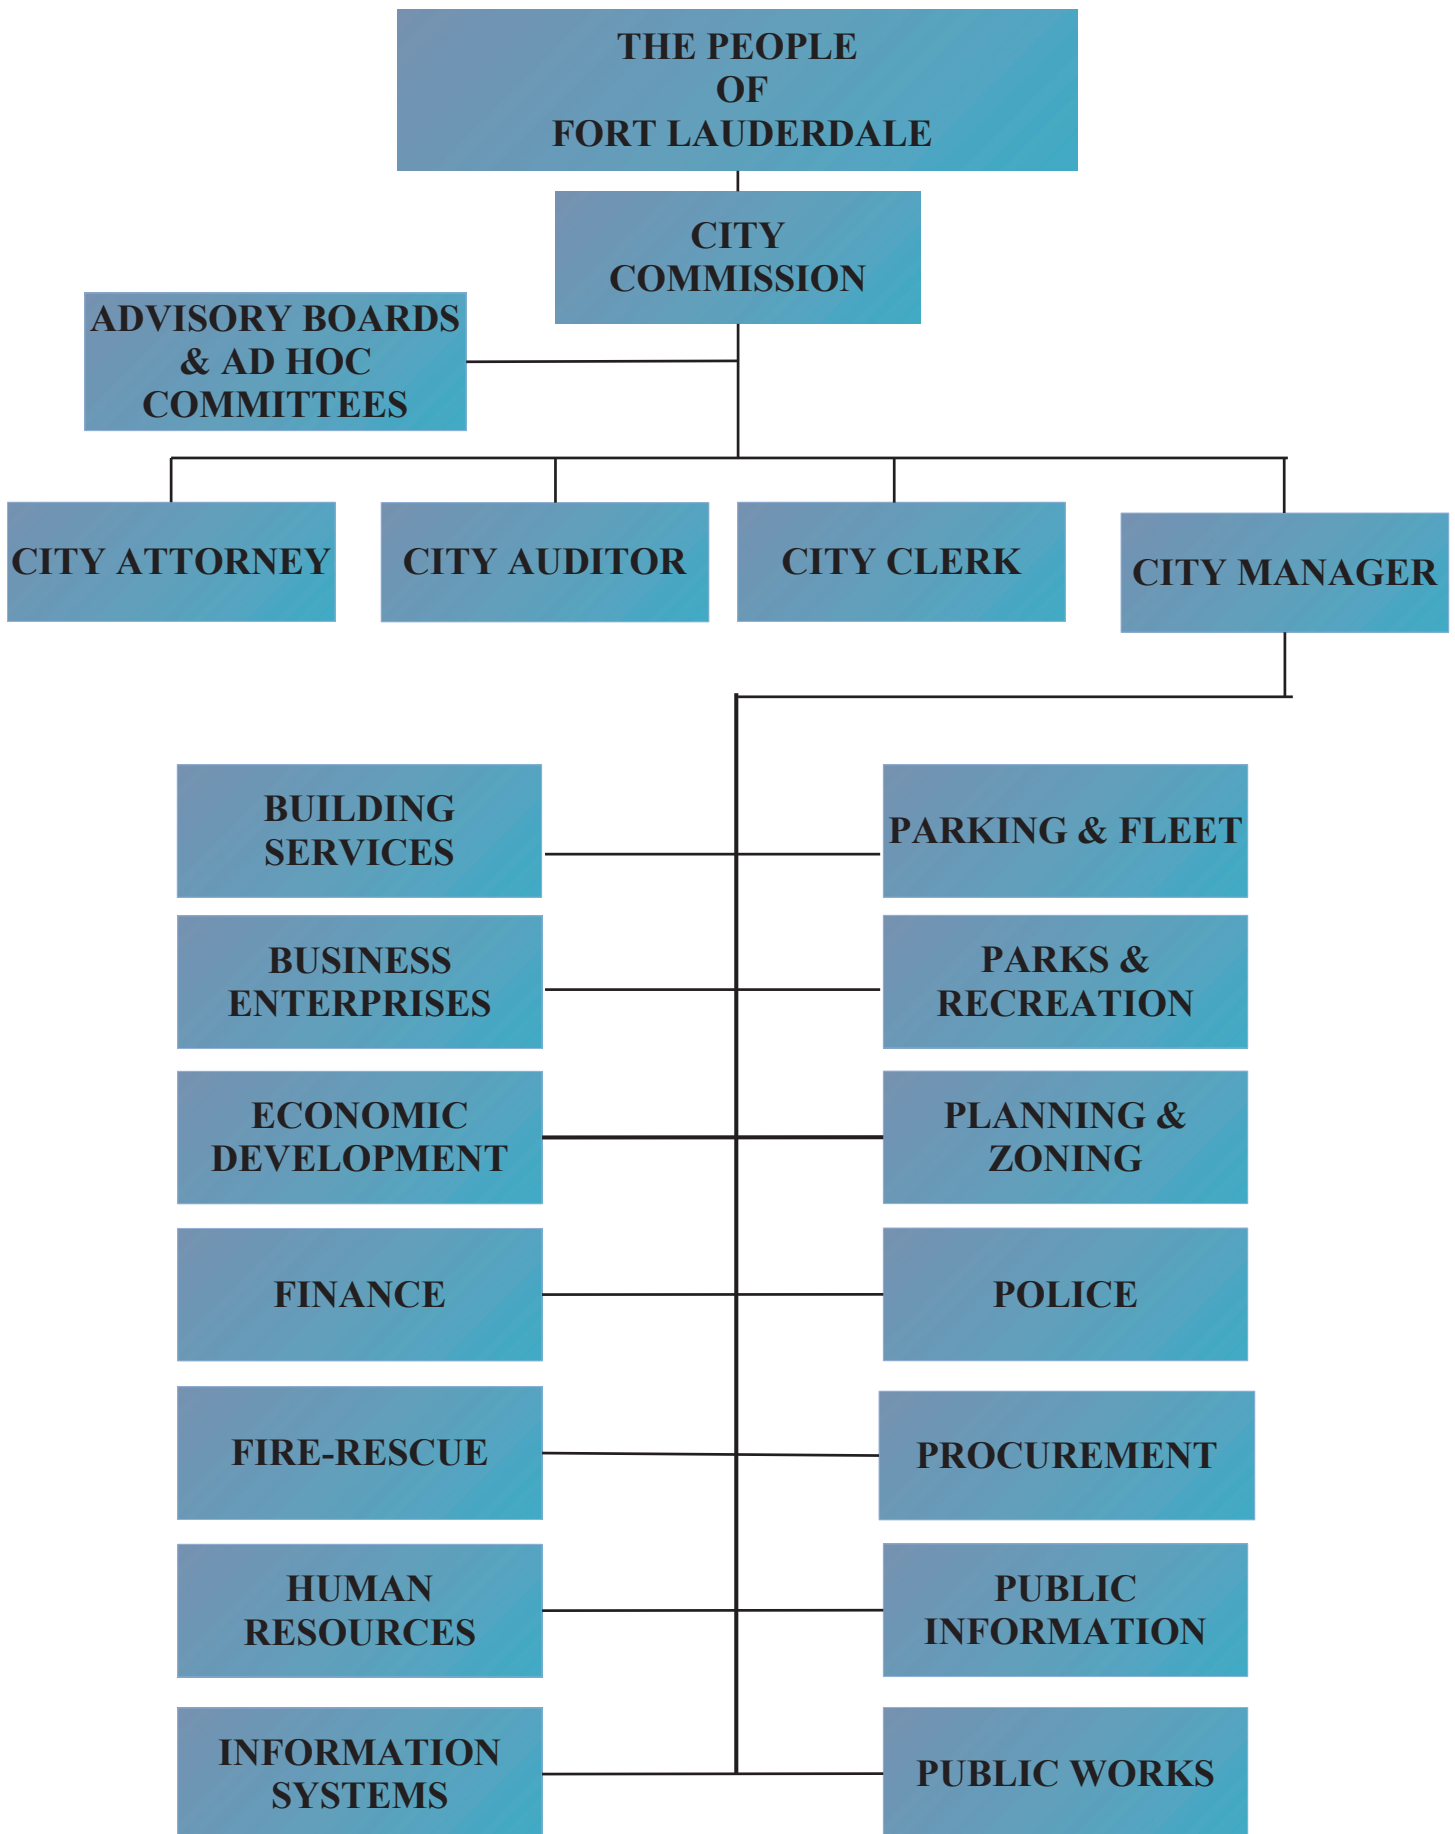 THE PEOPLE
OF
FORT LAUDERDALE
CITY
COMMISSION
ADVISORY BOARDS
& AD HOC
COMMITTEES
CITY ATTORNEY
CITY AUDITOR
CITY CLERK
CITY MANAGER
BUILDING
SERVICES
PARKING & FLEET
BUSINESS
ENTERPRISES
PARKS &
RECREATION
ECONOMIC
DEVELOPMENT
PLANNING &
ZONING
FINANCE
POLICE
FIRE-RESCUE
PROCUREMENT
HUMAN
RESOURCES
PUBLIC
INFORMATION
INFORMATION
SYSTEMS
PUBLIC WORKS